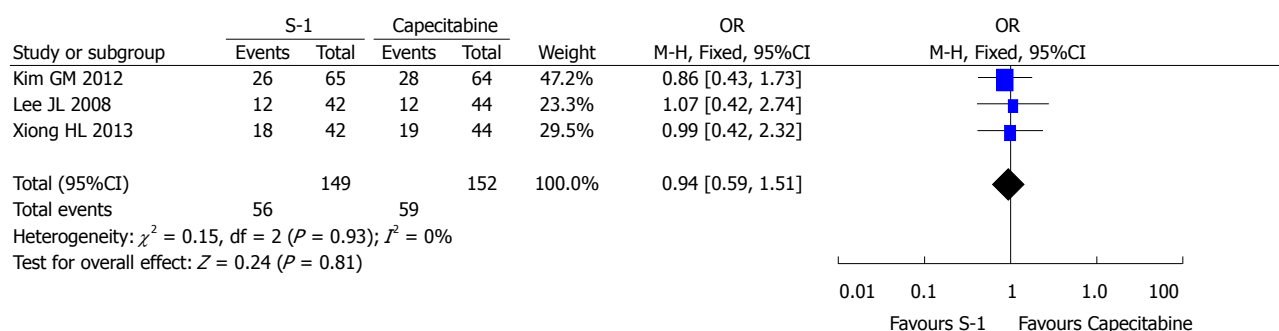 S-1 Capecitabine OR OR
Study or subgroup Events Total Events Total Weight M-H, Fixed, 95%CI M-H, Fixed, 95%CI
Kim GM 2012 26 65 28 64 47.2% 0.86 [0.43, 1.73]
Lee JL 2008 12 42 12 44 23.3% 1.07 [0.42, 2.74]
Xiong HL 2013 18 42 19 44 29.5% 0.99 [0.42, 2.32]
Total (95%CI) 149 152 100.0% 0.94 [0.59, 1.51]
Total events 56 59
Heterogeneity: χ² = 0.15, df = 2 (P = 0.93); I² = 0%
Test for overall effect: Z = 0.24 (P = 0.81)
0.01 0.1 1 1.0 100
Favours S-1 Favours Capecitabine